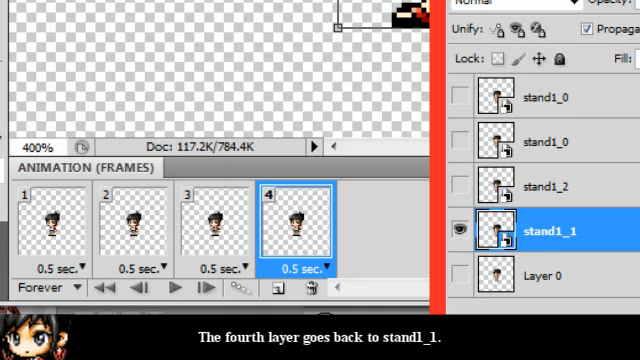 Normal
Opacity:
Unify:
Propaga
Lock:
Fill:
stand1_0
stand1_0
stand1_2
stand1_1
Layer 0
400%
Doc: 117.2K/784.4K
ANIMATION (FRAMES)
1
2
3
4
0.5 sec.
0.5 sec.
0.5 sec.
0.5 sec.
Forever
The fourth layer goes back to stand1_1.